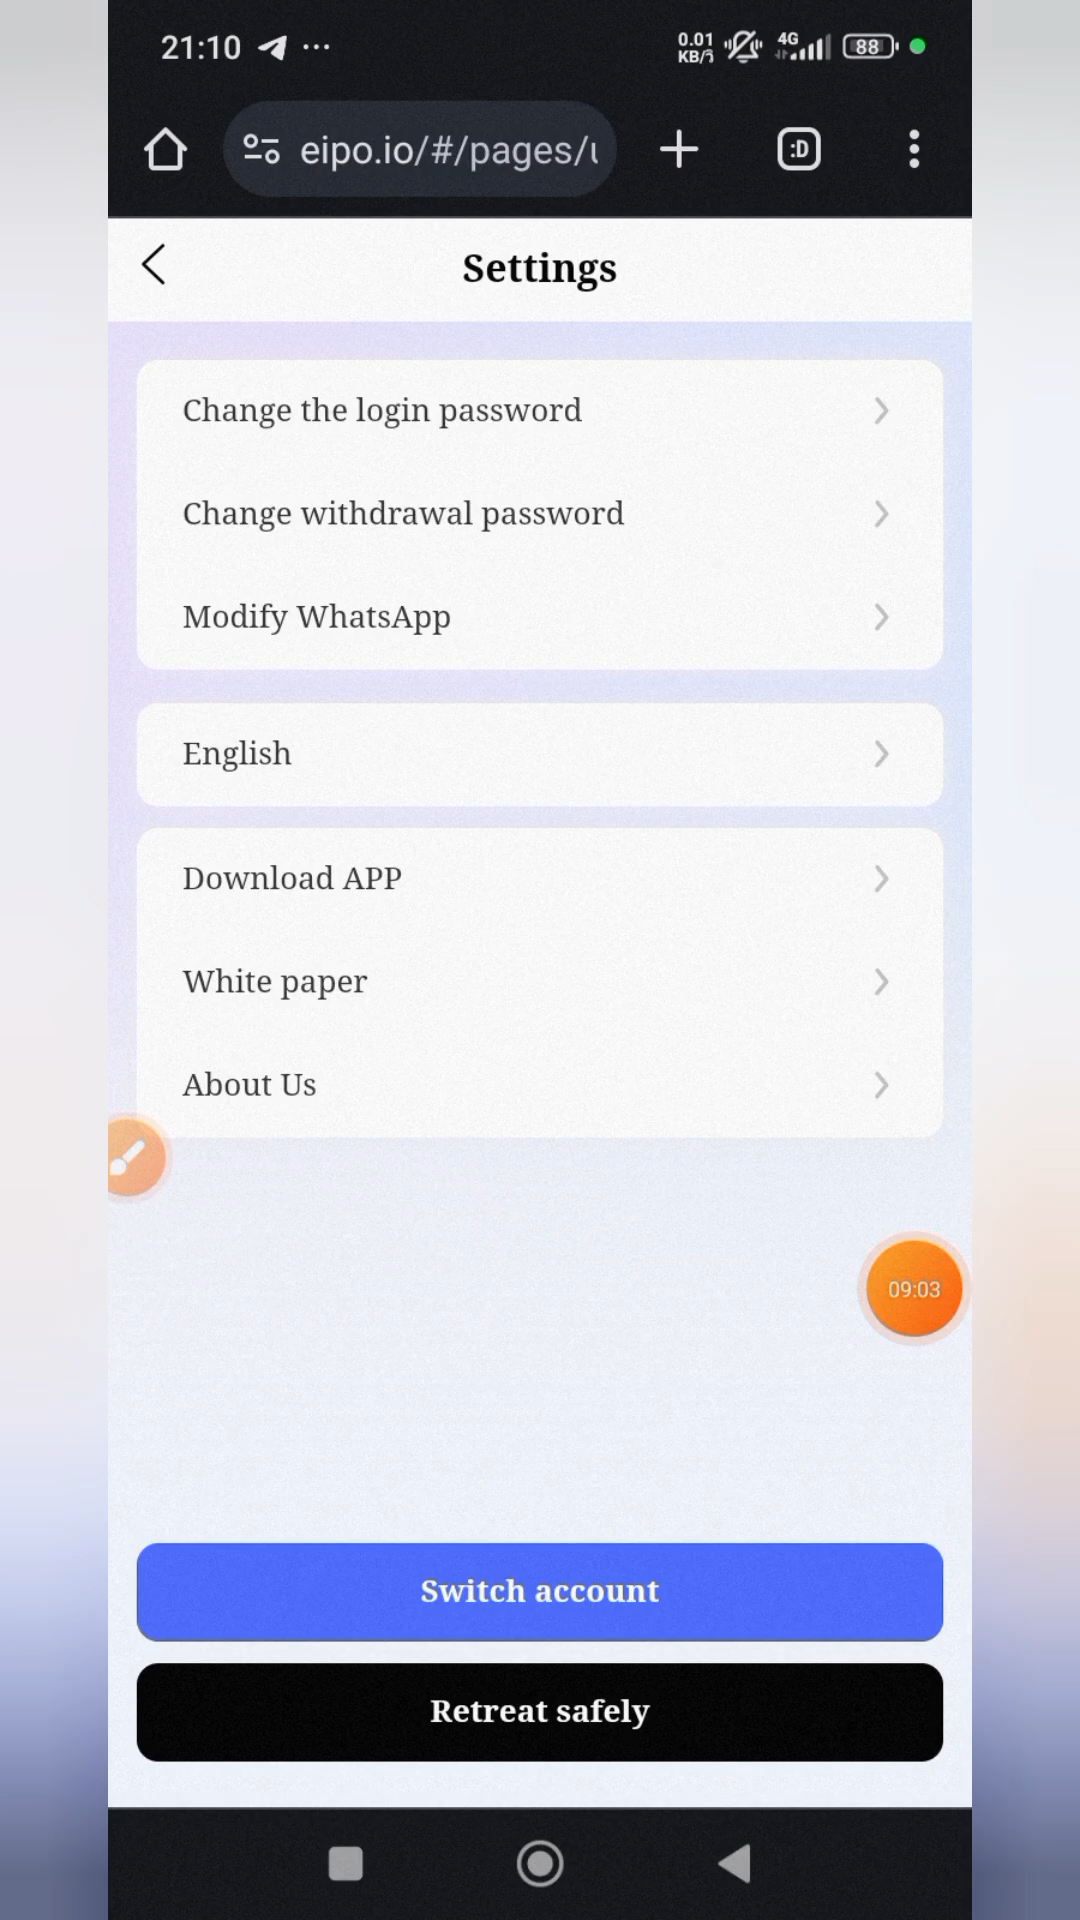 21:10
0.01
KB/s
4G
88
eipo.io/#/pages/u
:D
Settings
Change the login password
Change withdrawal password
Modify WhatsApp
English
Download APP
White paper
About Us
09:03
Switch account
Retreat safely